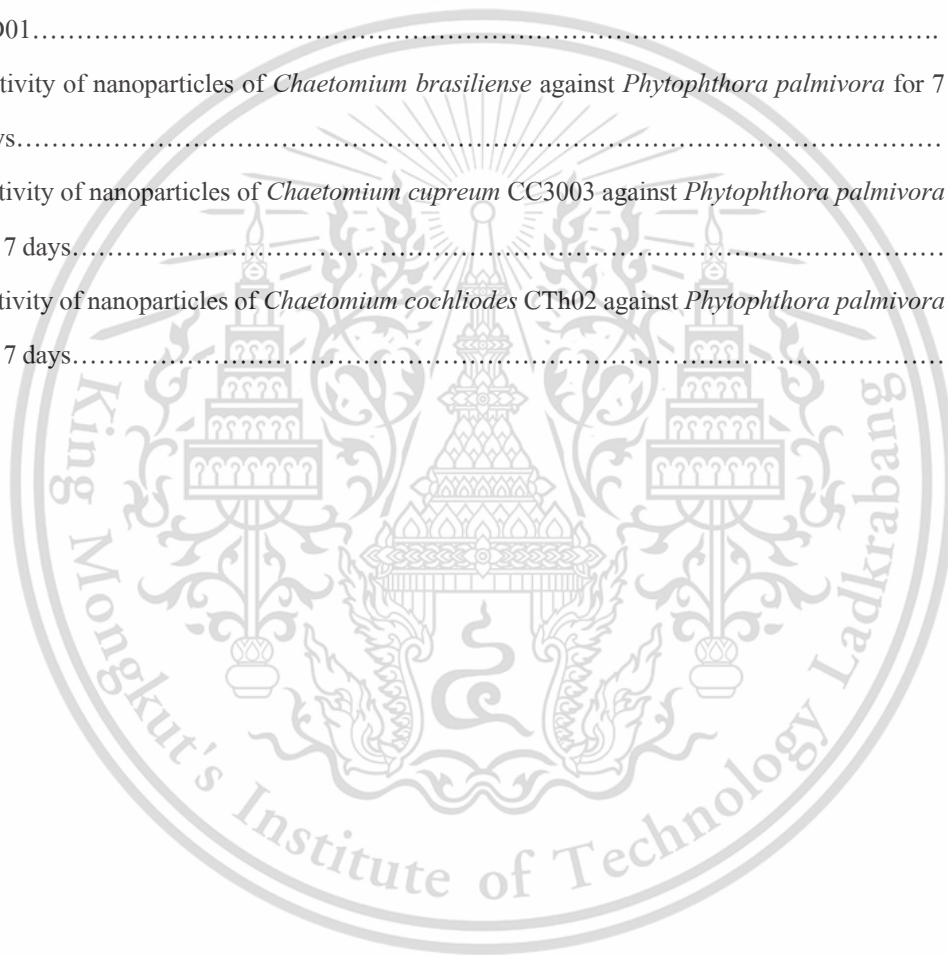 001……………………………………………………………………………….
tivity of nanoparticles of Chaetomium brasiliense against Phytophthora palmivora for 7
ys…………………………………………………………………………………
tivity of nanoparticles of Chaetomium cupreum CC3003 against Phytophthora palmivora
7 days……………………………………………………………………………
tivity of nanoparticles of Chaetomium cochliodes CTh02 against Phytophthora palmivora
7 days……………………………………………………………………………
King Mongkut's Institute of Technology Ladkrabang